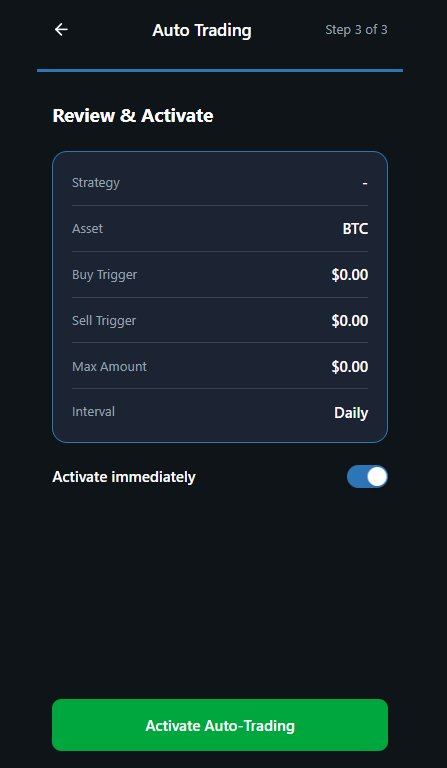 Auto Trading Step 3 of 3
Review & Activate
Strategy -
Asset BTC
Buy Trigger $0.00
Sell Trigger $0.00
Max Amount $0.00
Interval Daily
Activate immediately
Activate Auto-Trading